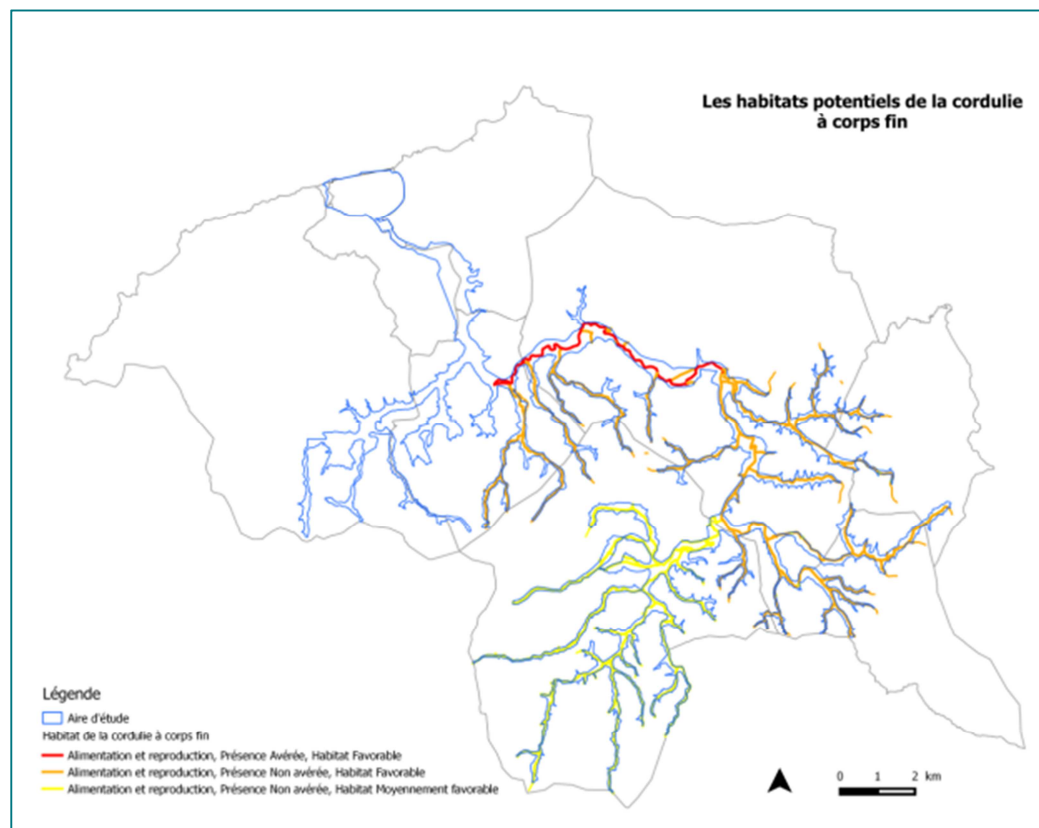 Les habitats potentiels de la cordulie
à corps fin
Légende
Aire d'étude
Habitat de la cordulie à corps fin
Alimentation et reproduction, Présence Avérée, Habitat Favorable
Alimentation et reproduction, Présence Non avérée, Habitat Favorable
Alimentation et reproduction, Présence Non avérée, Habitat Moyennement favorable
0 1 2 km